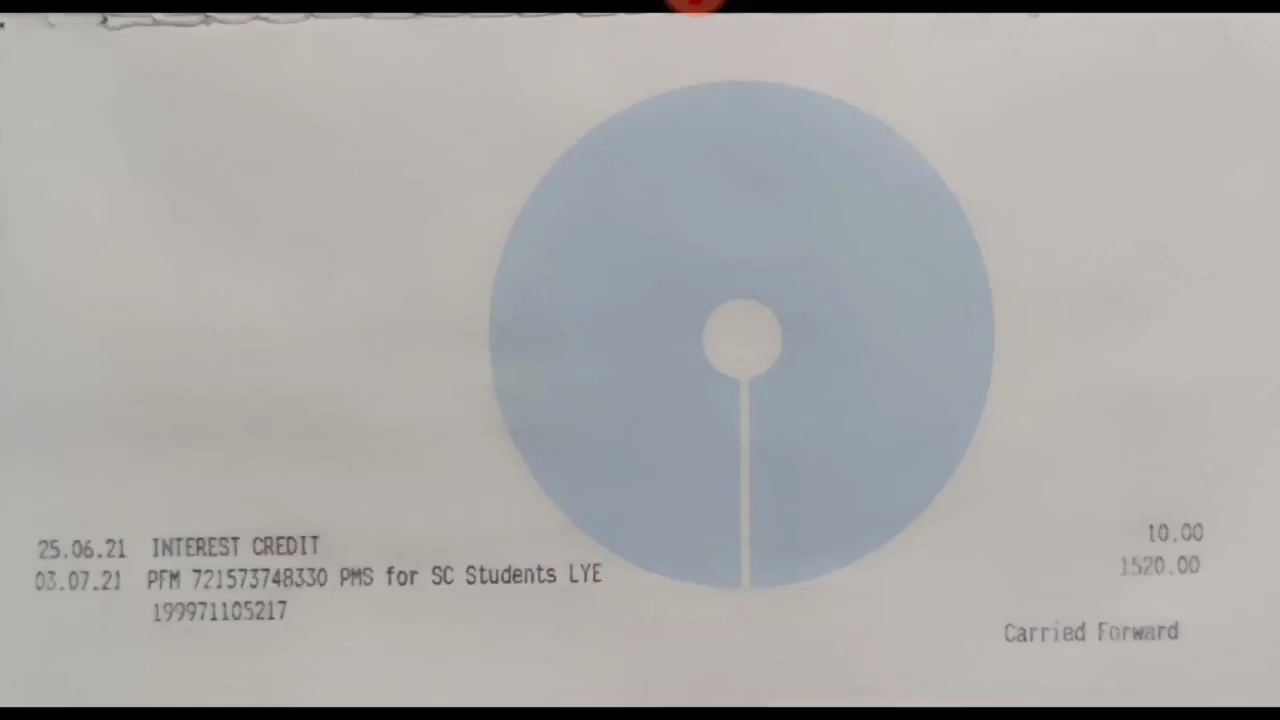 25.06.21 INTEREST CREDIT 10.00
03.07.21 PFM 721573748330 PMS for SC Students LYE 1520.00
199971105217
Carried Forward